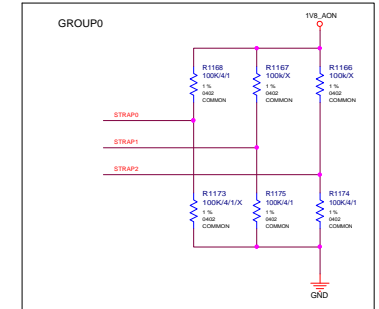 1V8_AON
GROUP0
R1168 R1167 R1166
100K/4/1 100k/X 100k/X
1 % 1 % 1 %
0402 0402 0402
COMMON COMMON COMMON
STRAP0
STRAP1
STRAP2
R1173 R1175 R1174
100K/4/1/X 100K/4/1 100K/4/1
1 % 1 % 1 %
0402 0402 0402
COMMON COMMON COMMON
GND